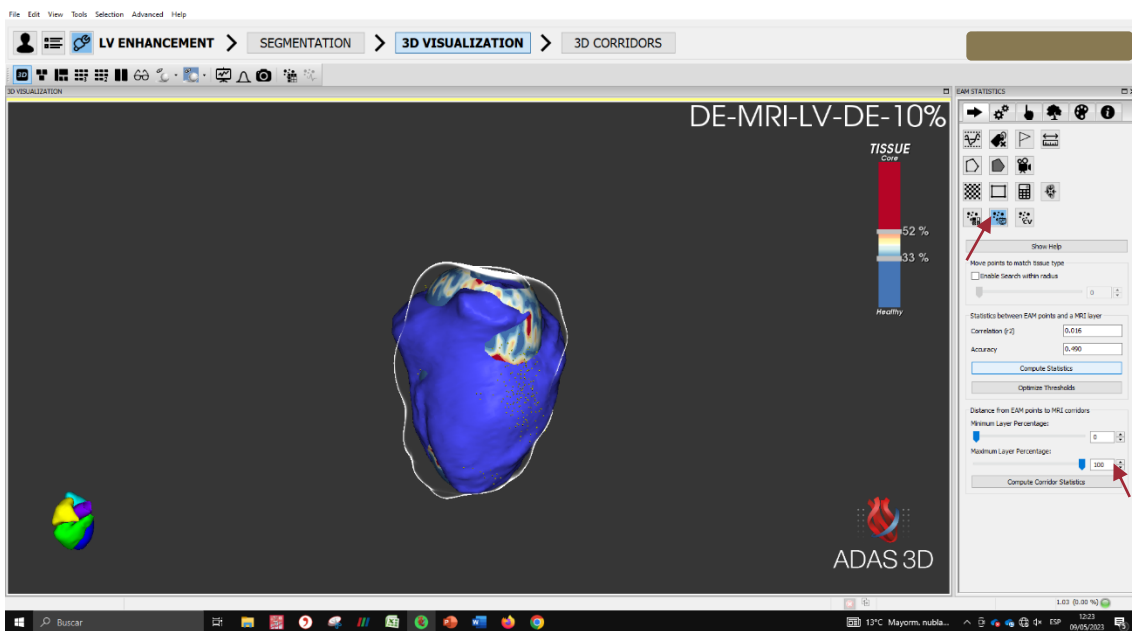 File Edit View Tools Selection Advanced Help
LV ENHANCEMENT SEGMENTATION 3D VISUALIZATION 3D CORRIDORS
3D
3D VISUALIZATION
EAM STATISTICS
DE-MRI-LV-DE-10%
TISSUE
Core
52 %
33 %
Healthy
Show Help
Move points to match tissue type
Enable Search within radius
0
Statistics between EAM points and a MRI layer
Correlation (r2) 0.016
Accuracy 0.490
Compute Statistics
Optimize Thresholds
Distance from EAM points to MRI corridors
Minimum Layer Percentage:
0
Maximum Layer Percentage:
100
Compute Corridor Statistics
ADAS 3D
1.03 (0.00 %)
Buscar
13°C Mayorm. nubla...
ESP
12:23
09/05/2023